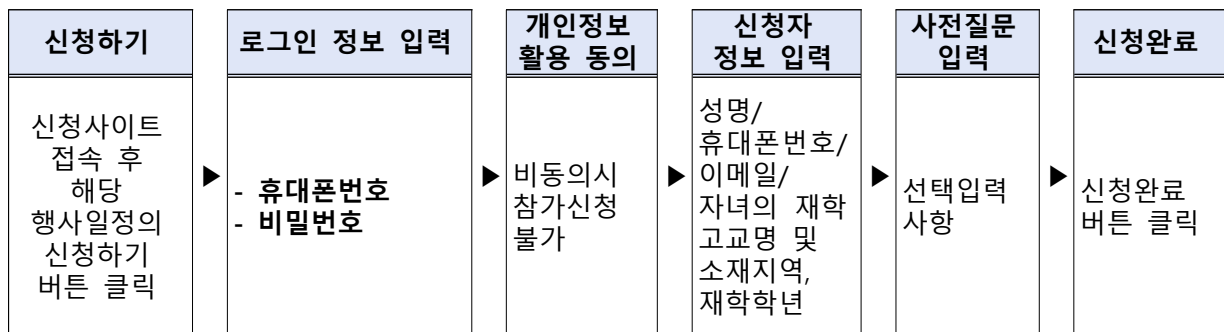 신청하기
신청사이트
접속 후
해당
행사일정의
신청하기
버튼 클릭
▶
로그인 정보 입력
- 휴대폰번호
- 비밀번호
▶
개인정보
활용 동의
비동의시
참가신청
불가
▶
신청자
정보 입력
성명/
휴대폰번호/
이메일/
자녀의 재학
고교명 및
소재지역,
재학학년
▶
사전질문
입력
선택입력
사항
▶
신청완료
신청완료
버튼 클릭